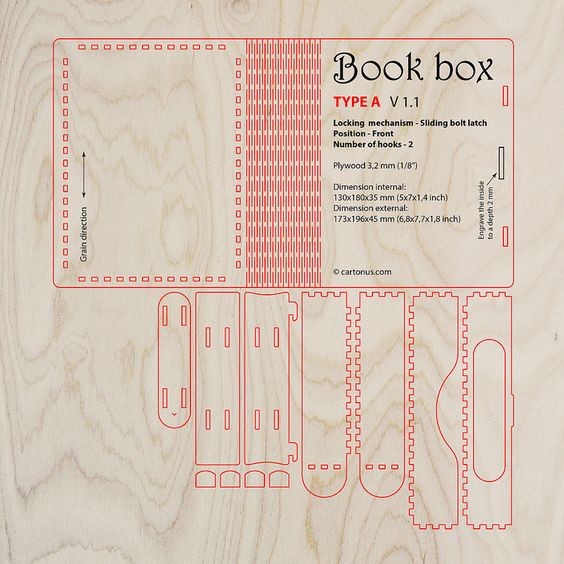 Book box
TYPE A V 1.1
Locking mechanism - Sliding bolt latch
Position - Front
Number of hooks - 2
Plywood 3,2 mm (1/8")
Dimension internal:
130x180x35 mm (5x7x1,4 inch)
Dimension external:
173x196x45 mm (6,8x7,7x1,8 inch)
© cartonus.com
Grain direction
Engrave the inside
to a depth 2 mm